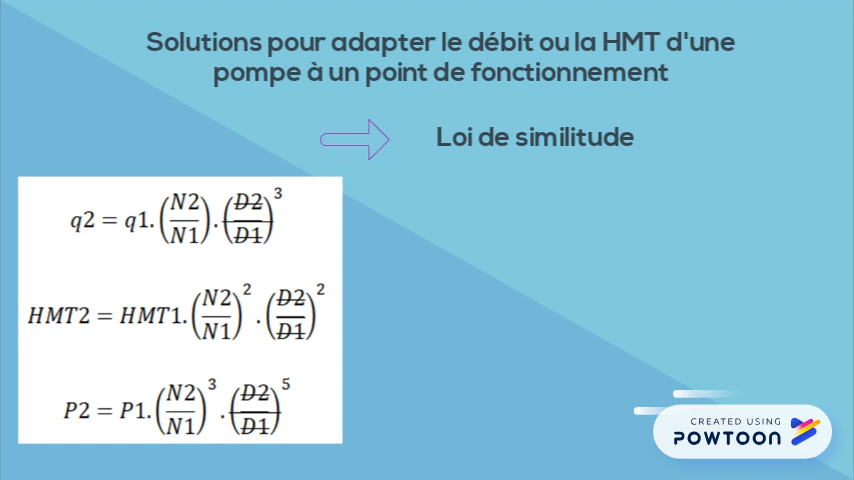 Solutions pour adapter le débit ou la HMT d'une
pompe à un point de fonctionnement
Loi de similitude
q2 = q1.(N2/N1).(D2/D1)^3
HMT2 = HMT1.(N2/N1)^2.(D2/D1)^2
P2 = P1.(N2/N1)^3.(D2/D1)^5
CREATED USING
POWTOON